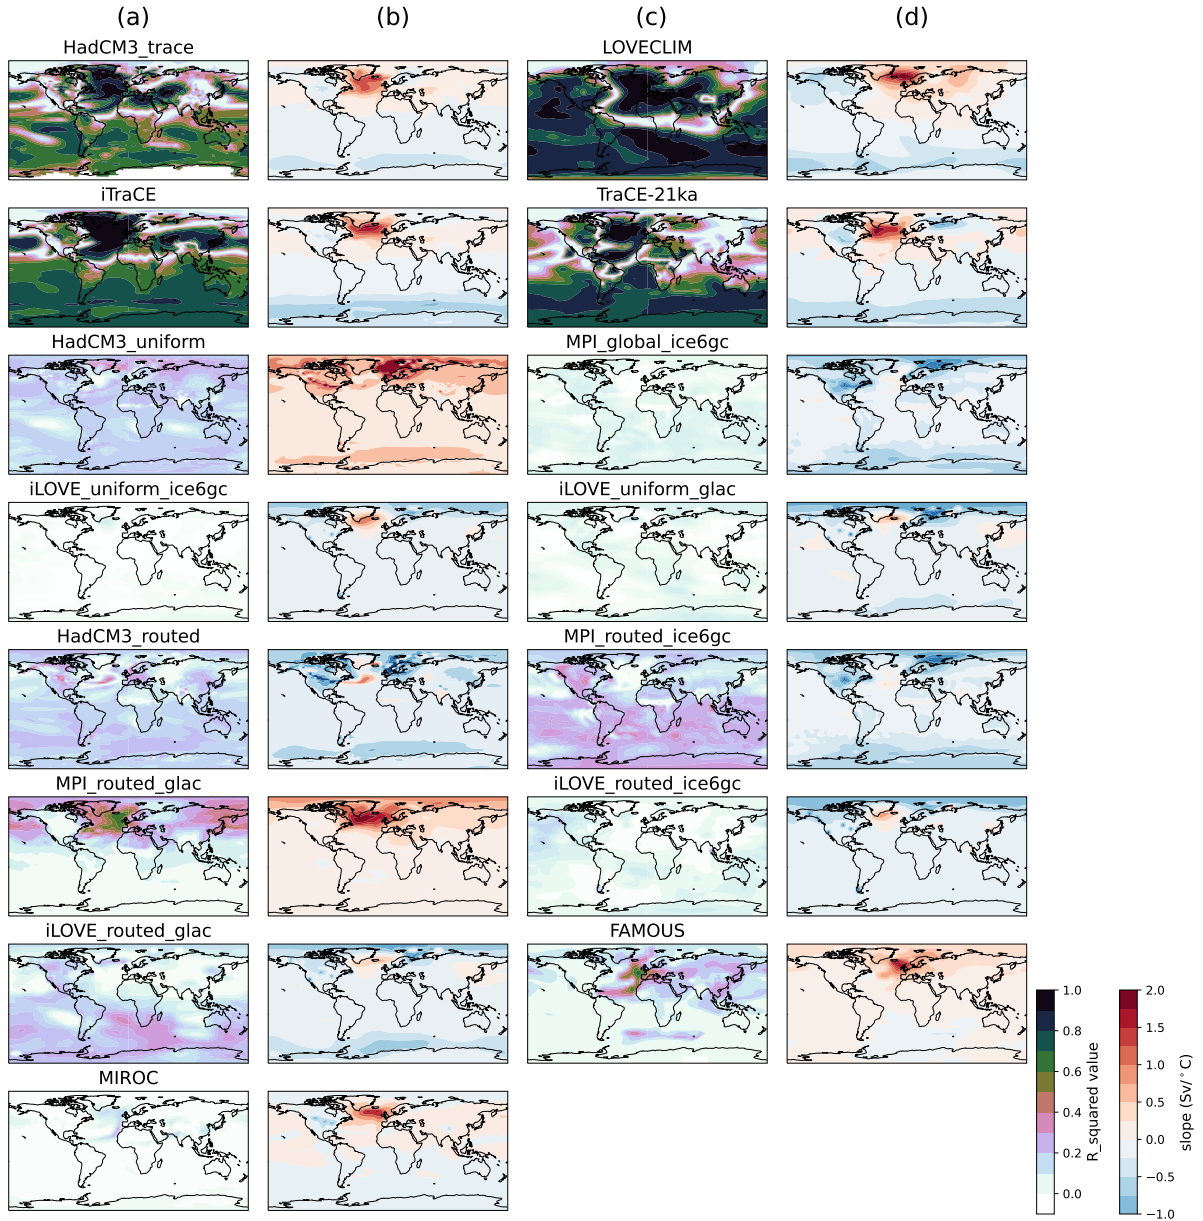 (a) (b) (c) (d)
HadCM3_trace LOVECLIM
iTraCE TraCE-21ka
HadCM3_uniform MPI_global_ice6gc
iLOVE_uniform_ice6gc iLOVE_uniform_glac
HadCM3_routed MPI_routed_ice6gc
MPI_routed_glac iLOVE_routed_ice6gc
iLOVE_routed_glac FAMOUS
MIROC
1.0
0.8
0.6
0.4
0.2
0.0
R_squared value
2.0
1.5
1.0
0.5
0.0
−0.5
−1.0
slope (Sv/°C)